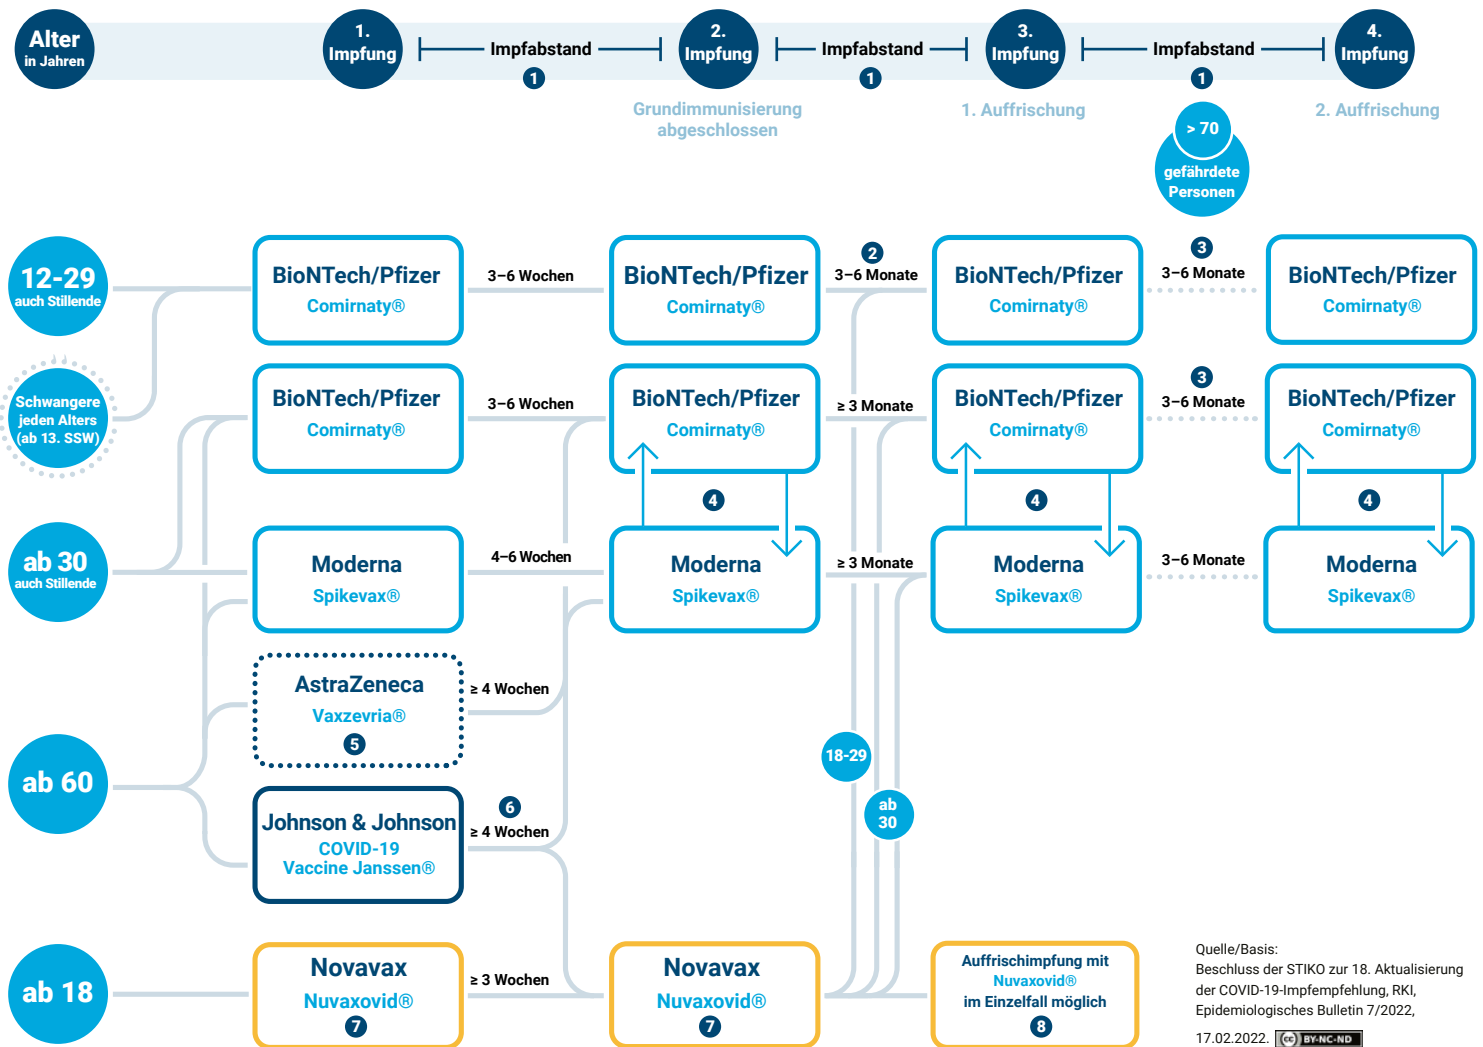 Alter
in Jahren
1.
Impfung
Impfabstand
1
2.
Impfung
Impfabstand
1
3.
Impfung
Impfabstand
1
4.
Impfung
Grundimmunisierung
abgeschlossen
1. Auffrischung
2. Auffrischung
> 70
gefährdete
Personen
12-29
auch Stillende
BioNTech/Pfizer
Comirnaty®
3–6 Wochen
BioNTech/Pfizer
Comirnaty®
2
3–6 Monate
BioNTech/Pfizer
Comirnaty®
3
3–6 Monate
BioNTech/Pfizer
Comirnaty®
Schwangere
jeden Alters
(ab 13. SSW)
BioNTech/Pfizer
Comirnaty®
3–6 Wochen
BioNTech/Pfizer
Comirnaty®
≥ 3 Monate
BioNTech/Pfizer
Comirnaty®
3
3–6 Monate
BioNTech/Pfizer
Comirnaty®
4
4
4
ab 30
auch Stillende
Moderna
Spikevax®
4–6 Wochen
Moderna
Spikevax®
≥ 3 Monate
Moderna
Spikevax®
3–6 Monate
Moderna
Spikevax®
AstraZeneca
Vaxzevria®
5
≥ 4 Wochen
ab 60
18-29
ab
30
Johnson & Johnson
COVID-19
Vaccine Janssen®
6
≥ 4 Wochen
ab 18
Novavax
Nuvaxovid®
7
≥ 3 Wochen
Novavax
Nuvaxovid®
7
Auffrischimpfung mit
Nuvaxovid®
im Einzelfall möglich
8
Quelle/Basis:
Beschluss der STIKO zur 18. Aktualisierung
der COVID-19-Impfempfehlung, RKI,
Epidemiologisches Bulletin 7/2022,
17.02.2022. cc BY-NC-ND